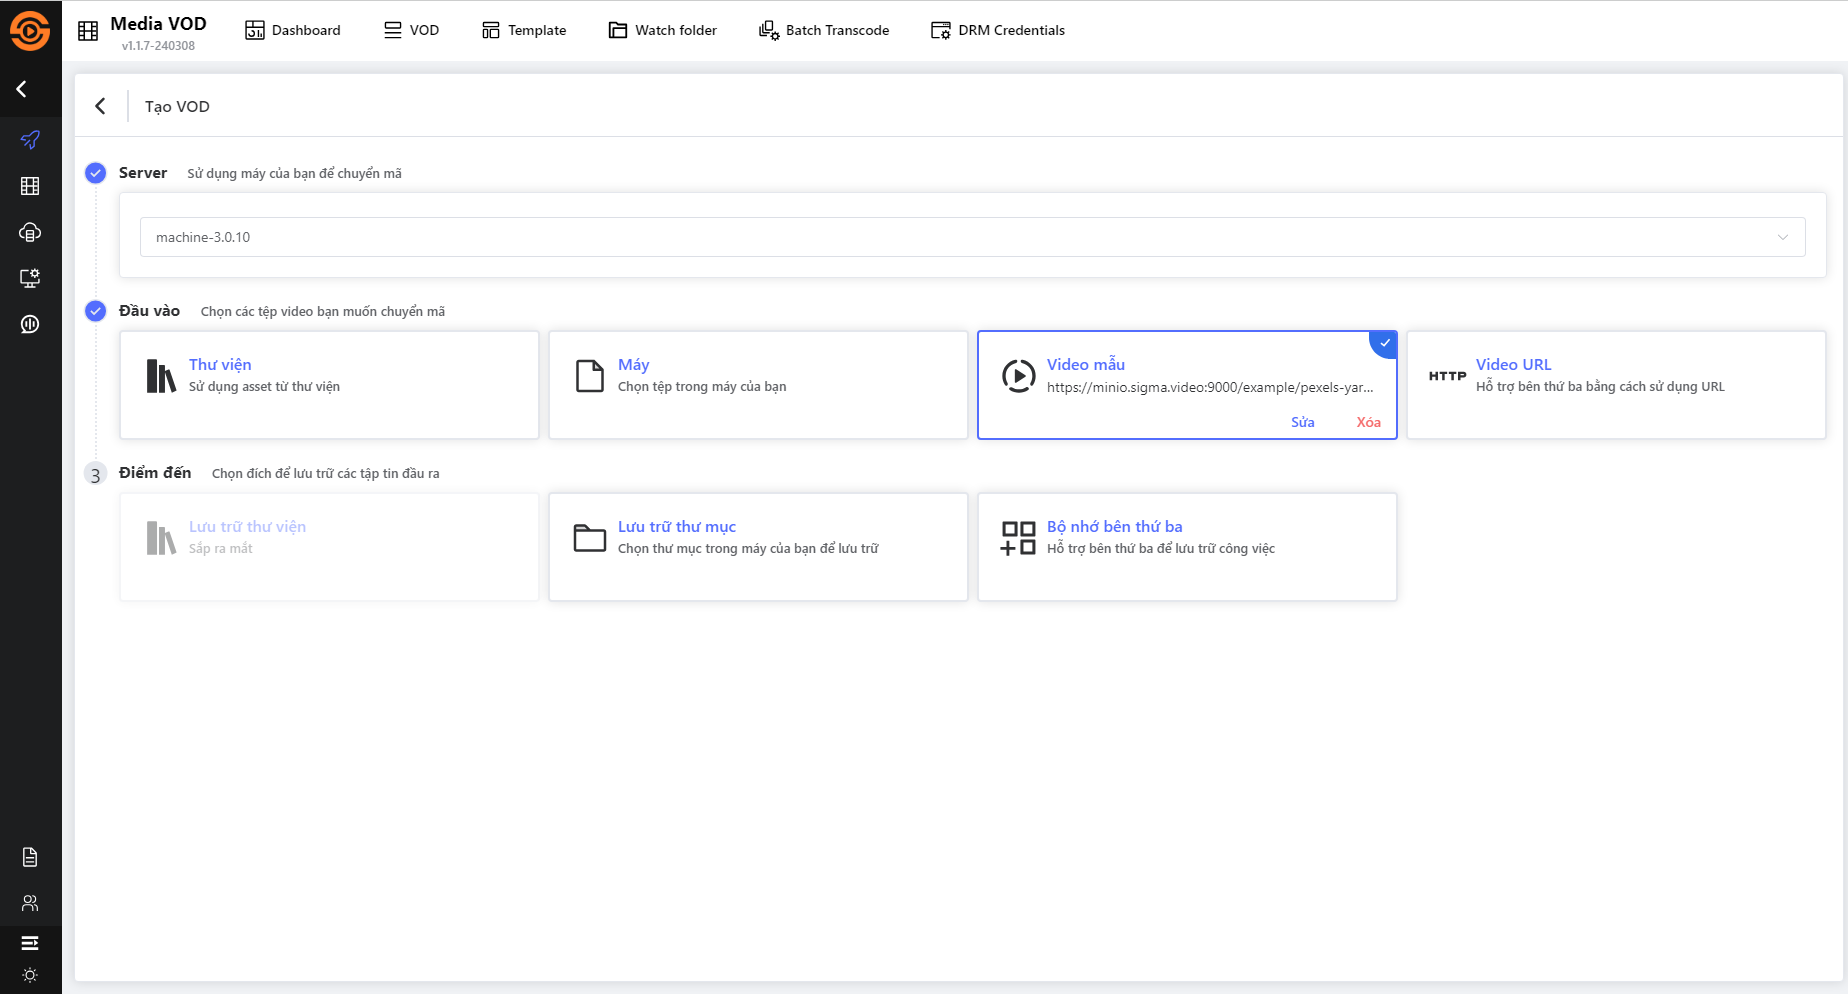 Media VOD
v1.1.7-240308
Dashboard
VOD
Template
Watch folder
Batch Transcode
DRM Credentials
Tạo VOD
Server Sử dụng máy của bạn để chuyển mã
machine-3.0.10
Đầu vào Chọn các tệp video bạn muốn chuyển mã
Thư viện
Sử dụng asset từ thư viện
Máy
Chọn tệp trong máy của bạn
Video mẫu
https://minio.sigma.video:9000/example/pexels-yar...
Sửa Xóa
HTTP
Video URL
Hỗ trợ bên thứ ba bằng cách sử dụng URL
3
Điểm đến Chọn đích để lưu trữ các tập tin đầu ra
Lưu trữ thư viện
Sắp ra mắt
Lưu trữ thư mục
Chọn thư mục trong máy của bạn để lưu trữ
Bộ nhớ bên thứ ba
Hỗ trợ bên thứ ba để lưu trữ công việc